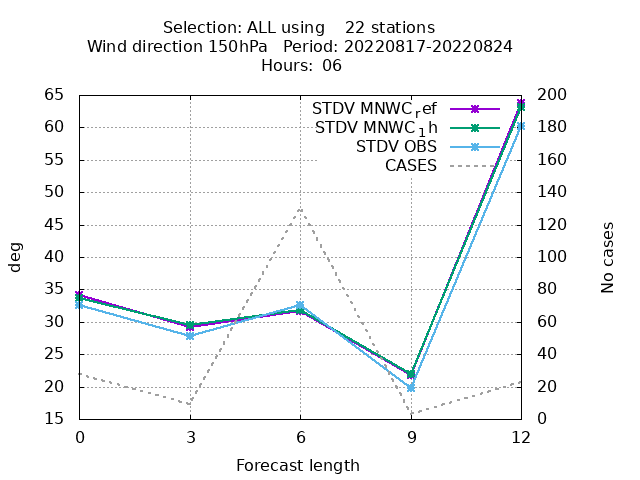 Selection: ALL using    22 stations
Wind direction 150hPa   Period: 20220817-20220824
Hours:  06
65 200
STDV MNWCref
60 STDV MNWC1h 180
STDV OBS
55 CASES 160
50 140
45 120
40 100
35 80
30 60
25 40
20 20
15 0
deg
No cases
0 3 6 9 12
Forecast length